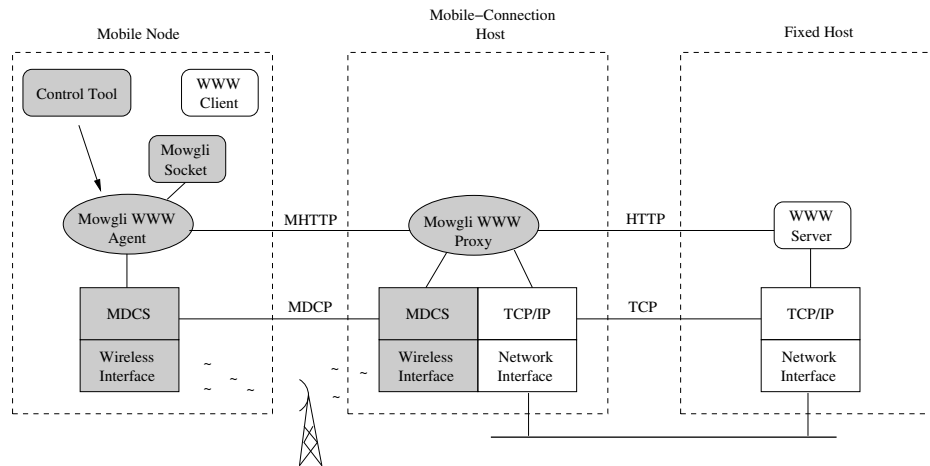 Mobile Node
Mobile−Connection
Host
Fixed Host
Control Tool
WWW
Client
Mowgli
Socket
Mowgli WWW
Agent
MHTTP
Mowgli WWW
Proxy
HTTP
WWW
Server
MDCS
MDCP
MDCS
TCP/IP
TCP
TCP/IP
Wireless
Interface
Wireless
Interface
Network
Interface
Network
Interface